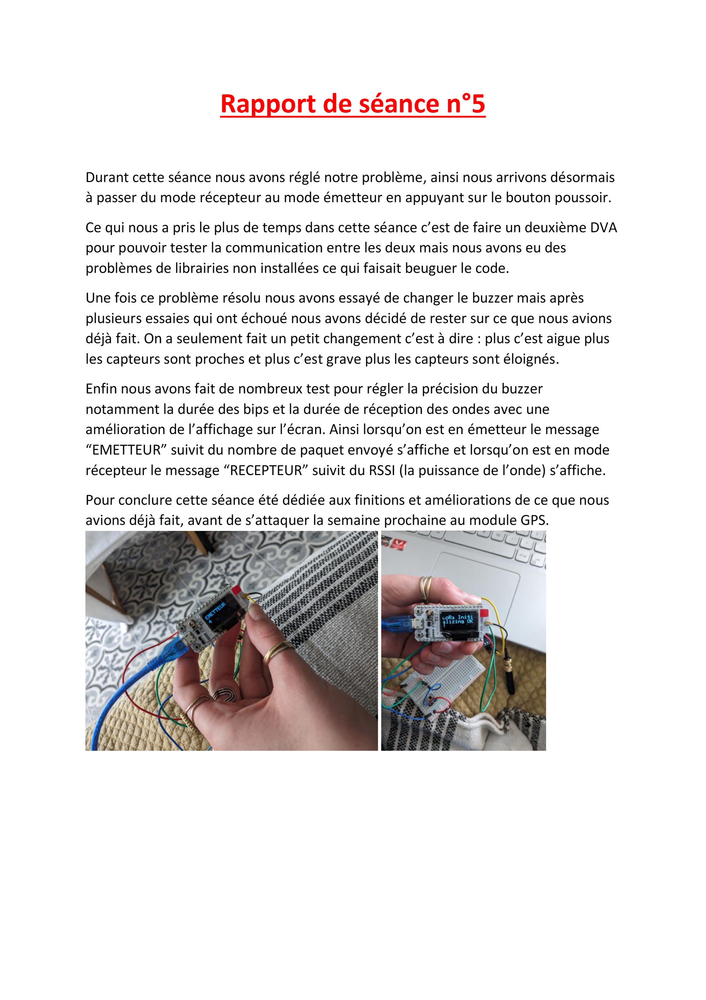 Rapport de séance n°5
Durant cette séance nous avons réglé notre problème, ainsi nous arrivons désormais
à passer du mode récepteur au mode émetteur en appuyant sur le bouton poussoir.
Ce qui nous a pris le plus de temps dans cette séance c’est de faire un deuxième DVA
pour pouvoir tester la communication entre les deux mais nous avons eu des
problèmes de librairies non installées ce qui faisait beuguer le code.
Une fois ce problème résolu nous avons essayé de changer le buzzer mais après
plusieurs essaies qui ont échoué nous avons décidé de rester sur ce que nous avions
déjà fait. On a seulement fait un petit changement c’est à dire : plus c’est aigue plus
les capteurs sont proches et plus c’est grave plus les capteurs sont éloignés.
Enfin nous avons fait de nombreux test pour régler la précision du buzzer
notamment la durée des bips et la durée de réception des ondes avec une
amélioration de l’affichage sur l’écran. Ainsi lorsqu’on est en émetteur le message
“EMETTEUR” suivit du nombre de paquet envoyé s’affiche et lorsqu’on est en mode
récepteur le message “RECEPTEUR” suivit du RSSI (la puissance de l’onde) s’affiche.
Pour conclure cette séance été dédiée aux finitions et améliorations de ce que nous
avions déjà fait, avant de s’attaquer la semaine prochaine au module GPS.
EMETTEUR
4
LoRa Initi
alizing OK
!